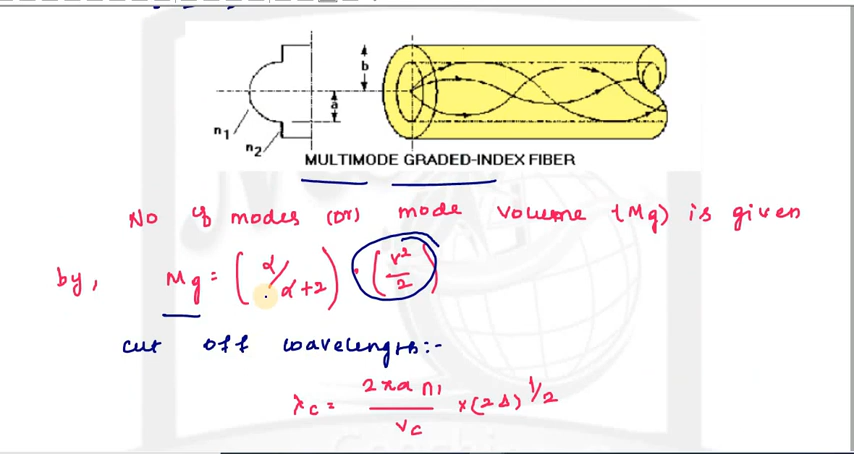 b
a
n1
n2
MULTIMODE GRADED-INDEX FIBER
No of modes (or) mode volume (Mg) is given
by, Mg = (α/α+2) · (V²/2)
cut off wavelength:-
λc = 2πa n1/Vc × (2Δ)^1/2